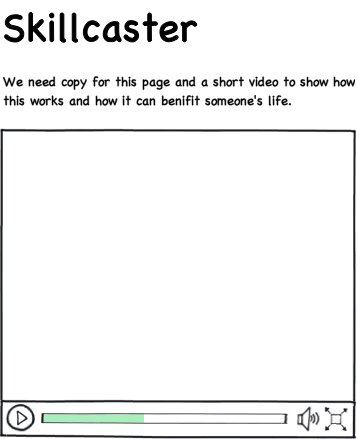 Skillcaster
We need copy for this page and a short video to show how
this works and how it can benifit someone's life.